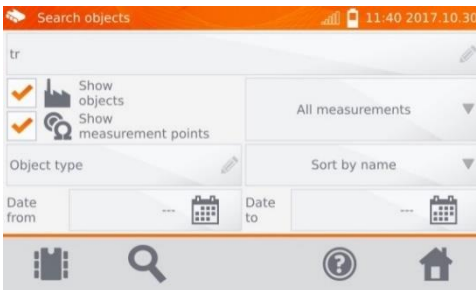 Search objects 11:40 2017.10.30
tr
Show
objects
Show
measurement points
All measurements
Object type
Sort by name
Date
from
---
Date
to
---